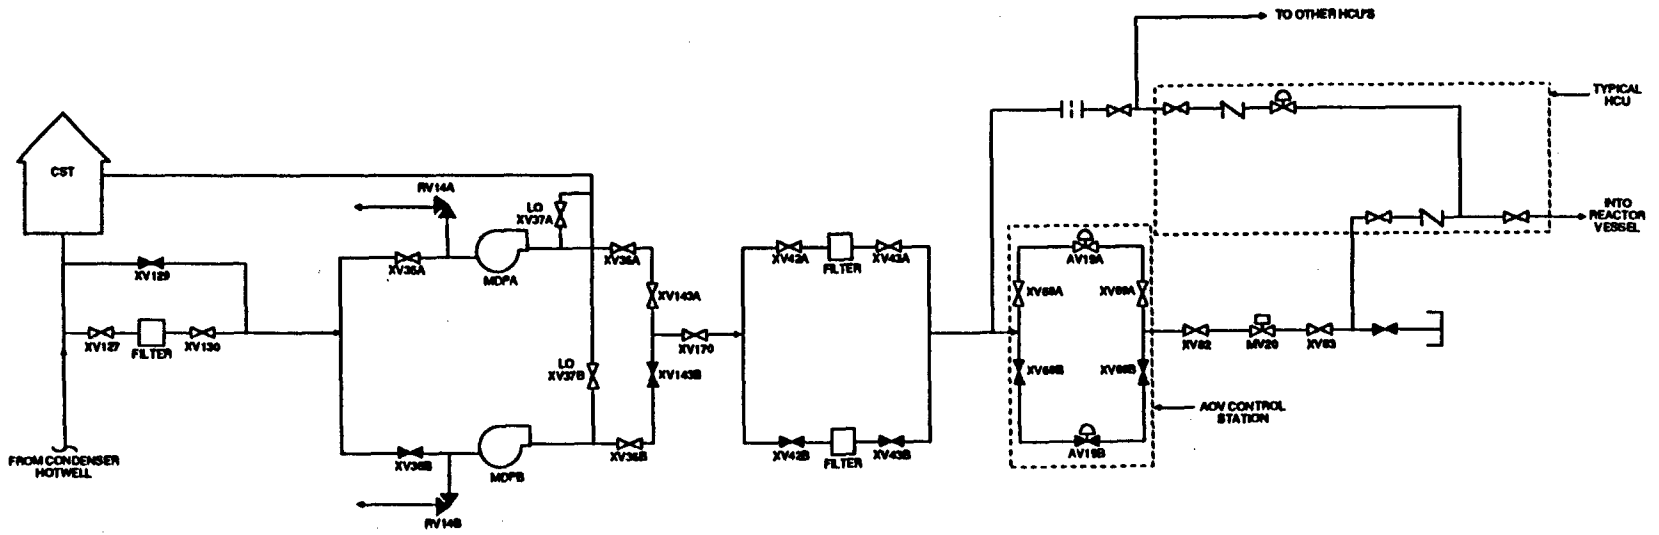 TO OTHER HCU'S
TYPICAL
HCU
CST
RV14A
LO
XV37A
INTO
REACTOR
VESSEL
XV129
XV35A
MDPA
XV36A
XV42A
FILTER
XV43A
AV19A
XV68A
XV69A
XV143A
XV127
FILTER
XV130
XV170
XV82
MV20
XV83
LO
XV37B
XV143B
XV68B
XV69B
AOV CONTROL
STATION
FROM CONDENSER
HOTWELL
XV35B
MDPB
XV36B
XV42B
FILTER
XV43B
AV19B
RV14B